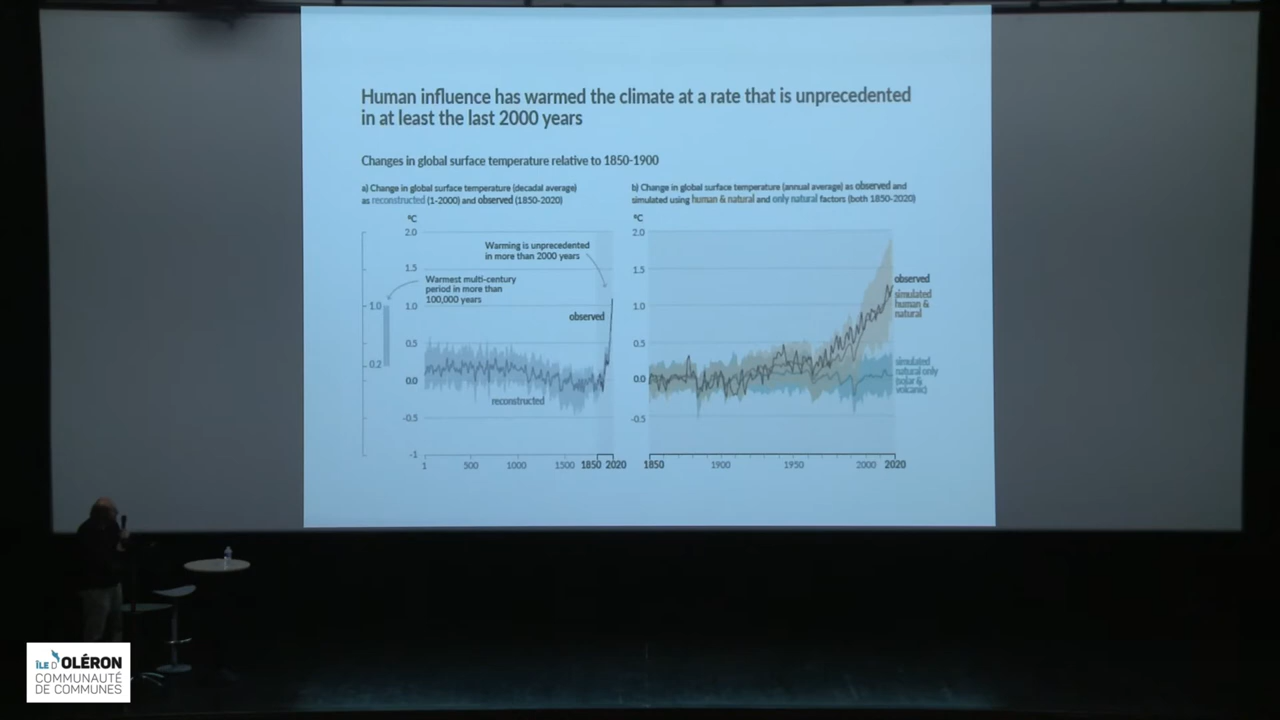 Human influence has warmed the climate at a rate that is unprecedented
in at least the last 2000 years
Changes in global surface temperature relative to 1850-1900
a) Change in global surface temperature (decadal average)
as reconstructed (1-2000) and observed (1850-2020)
°C
2.0
1.5
1.0
0.5
0.0
-0.5
-1
1.0
0.2
Warming is unprecedented
in more than 2000 years
Warmest multi-century
period in more than
100,000 years
observed
reconstructed
1
500
1000
1500
1850
2020
b) Change in global surface temperature (annual average) as observed and
simulated using human & natural and only natural factors (both 1850-2020)
°C
2.0
1.5
1.0
0.5
0.0
-0.5
observed
simulated
human &
natural
simulated
natural only
(solar &
volcanic)
1850
1900
1950
2000
2020
ÎLE D'OLÉRON
COMMUNAUTÉ
DE COMMUNES